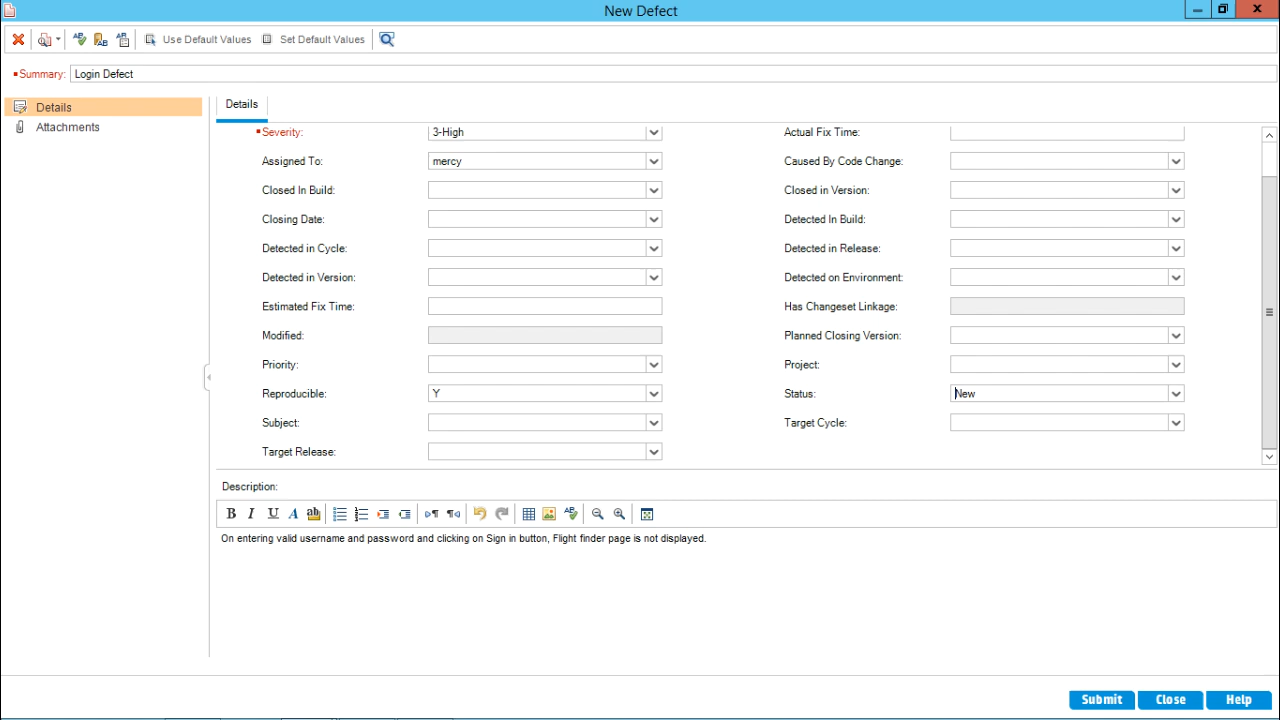 New Defect
Use Default Values Set Default Values
Summary: Login Defect
Details
Attachments
Details
Severity: 3-High Actual Fix Time:
Assigned To: mercy Caused By Code Change:
Closed In Build: Closed in Version:
Closing Date: Detected In Build:
Detected in Cycle: Detected in Release:
Detected in Version: Detected on Environment:
Estimated Fix Time: Has Changeset Linkage:
Modified: Planned Closing Version:
Priority: Project:
Reproducible: Y Status: New
Subject: Target Cycle:
Target Release:
Description:
B I U A ab
On entering valid username and password and clicking on Sign in button, Flight finder page is not displayed.
Submit Close Help